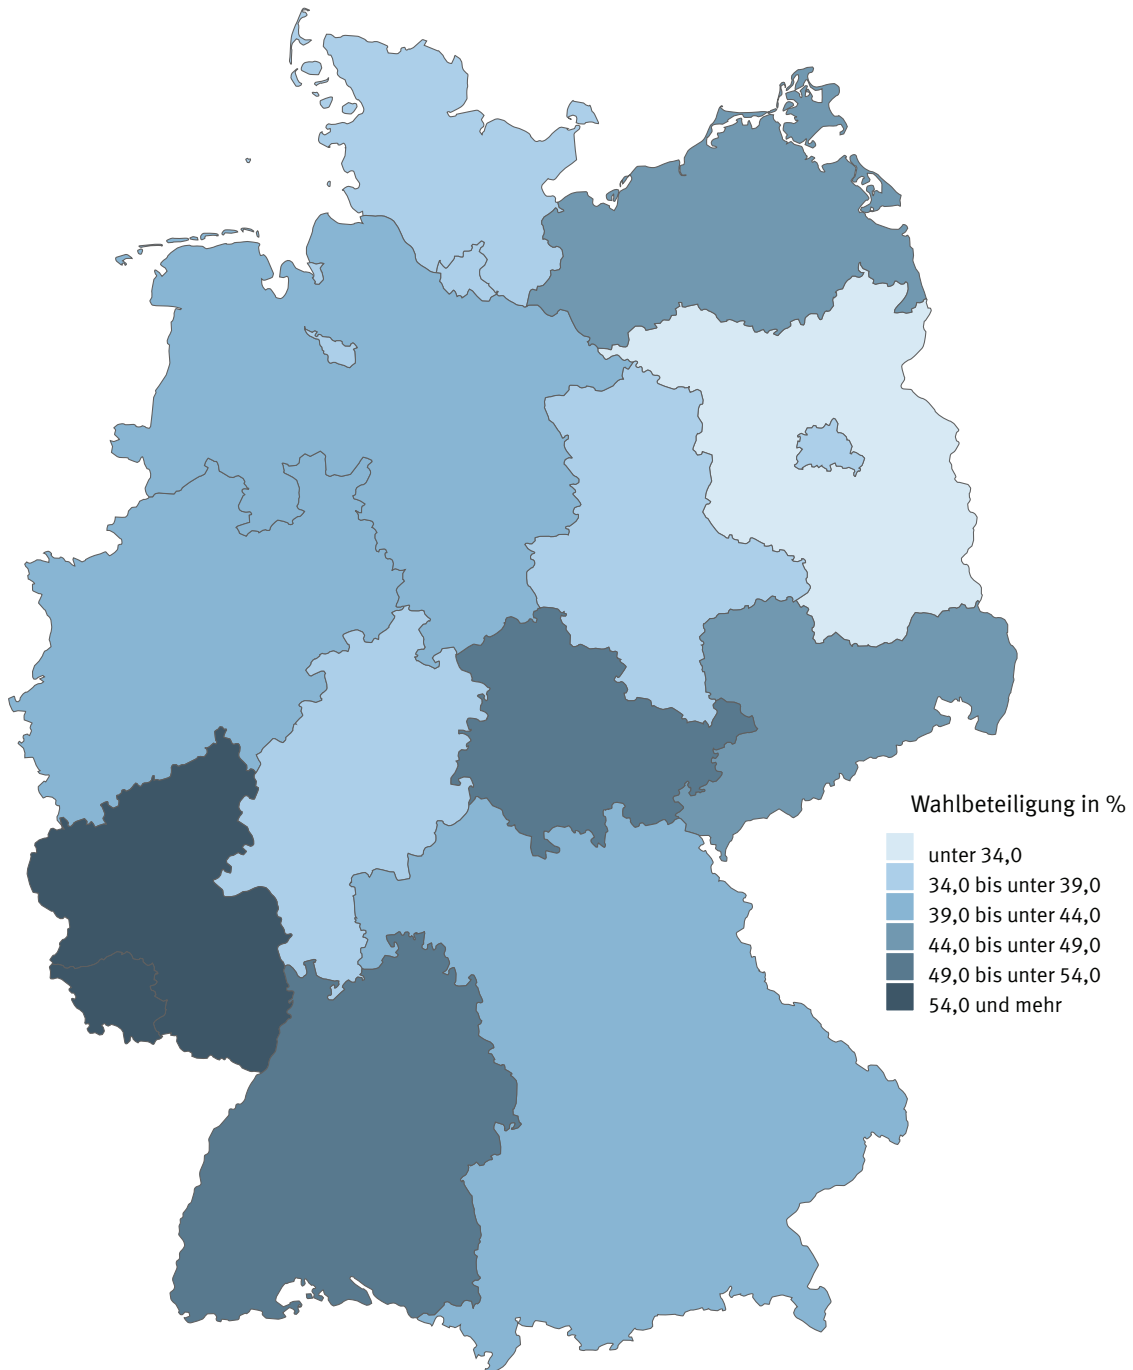 Wahlbeteiligung in %
unter 34,0
34,0 bis unter 39,0
39,0 bis unter 44,0
44,0 bis unter 49,0
49,0 bis unter 54,0
54,0 und mehr